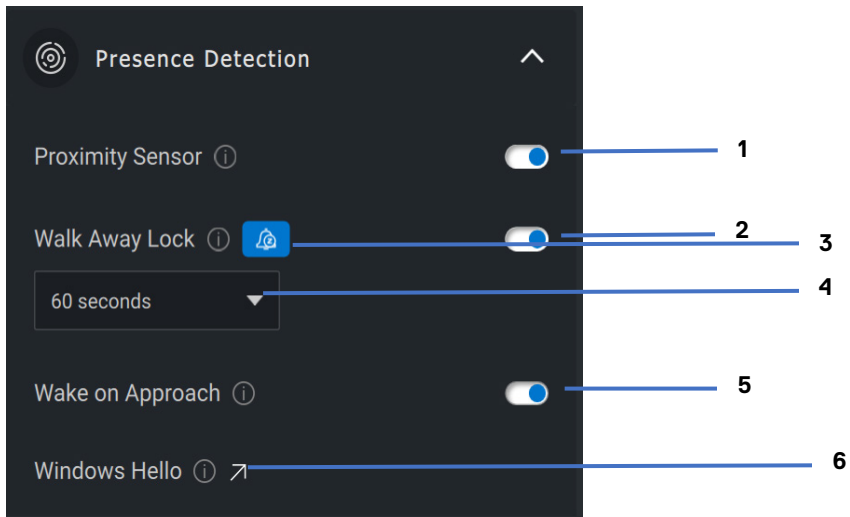 Presence Detection
Proximity Sensor
1
Walk Away Lock
2
3
60 seconds
4
Wake on Approach
5
Windows Hello
6